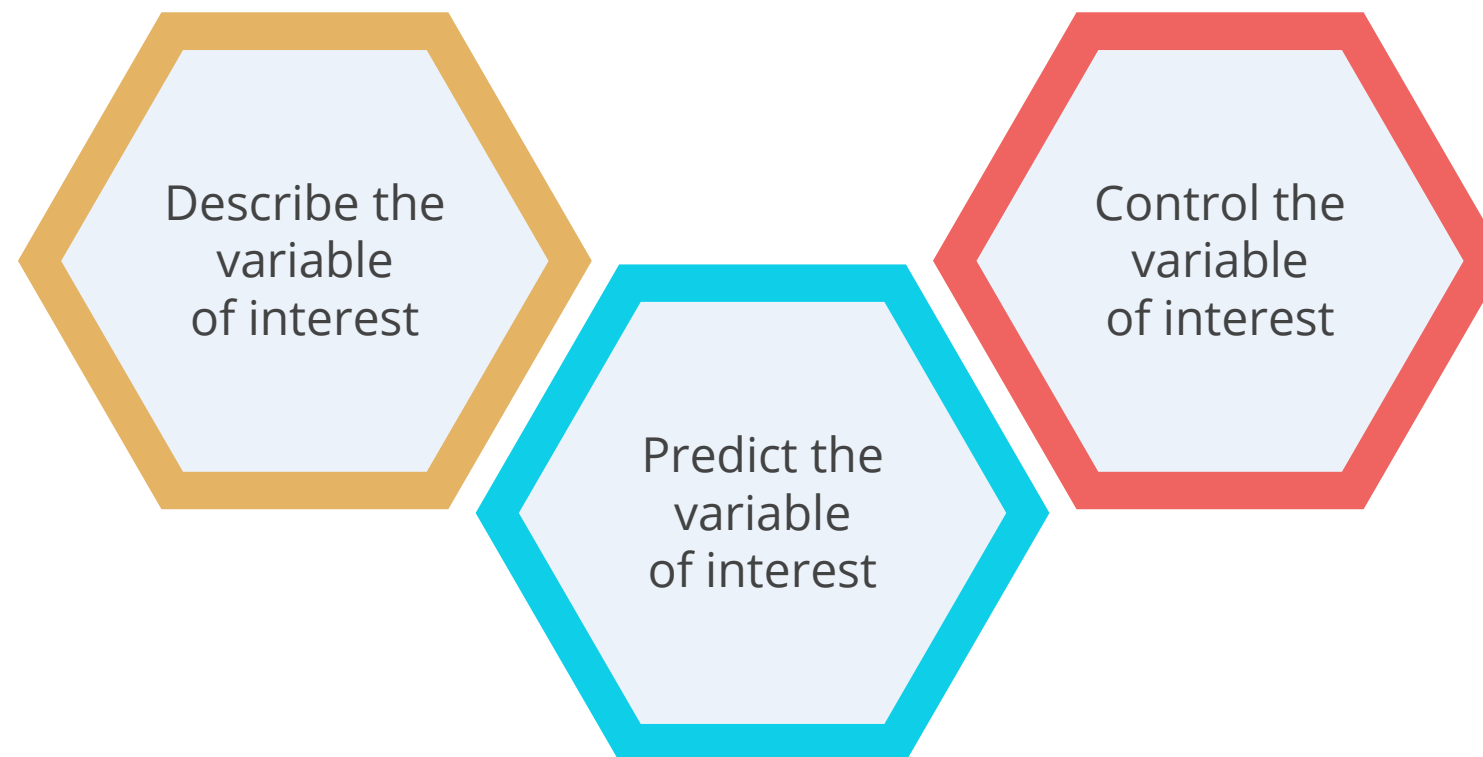 Describe the
variable
of interest
Predict the
variable
of interest
Control the
variable
of interest